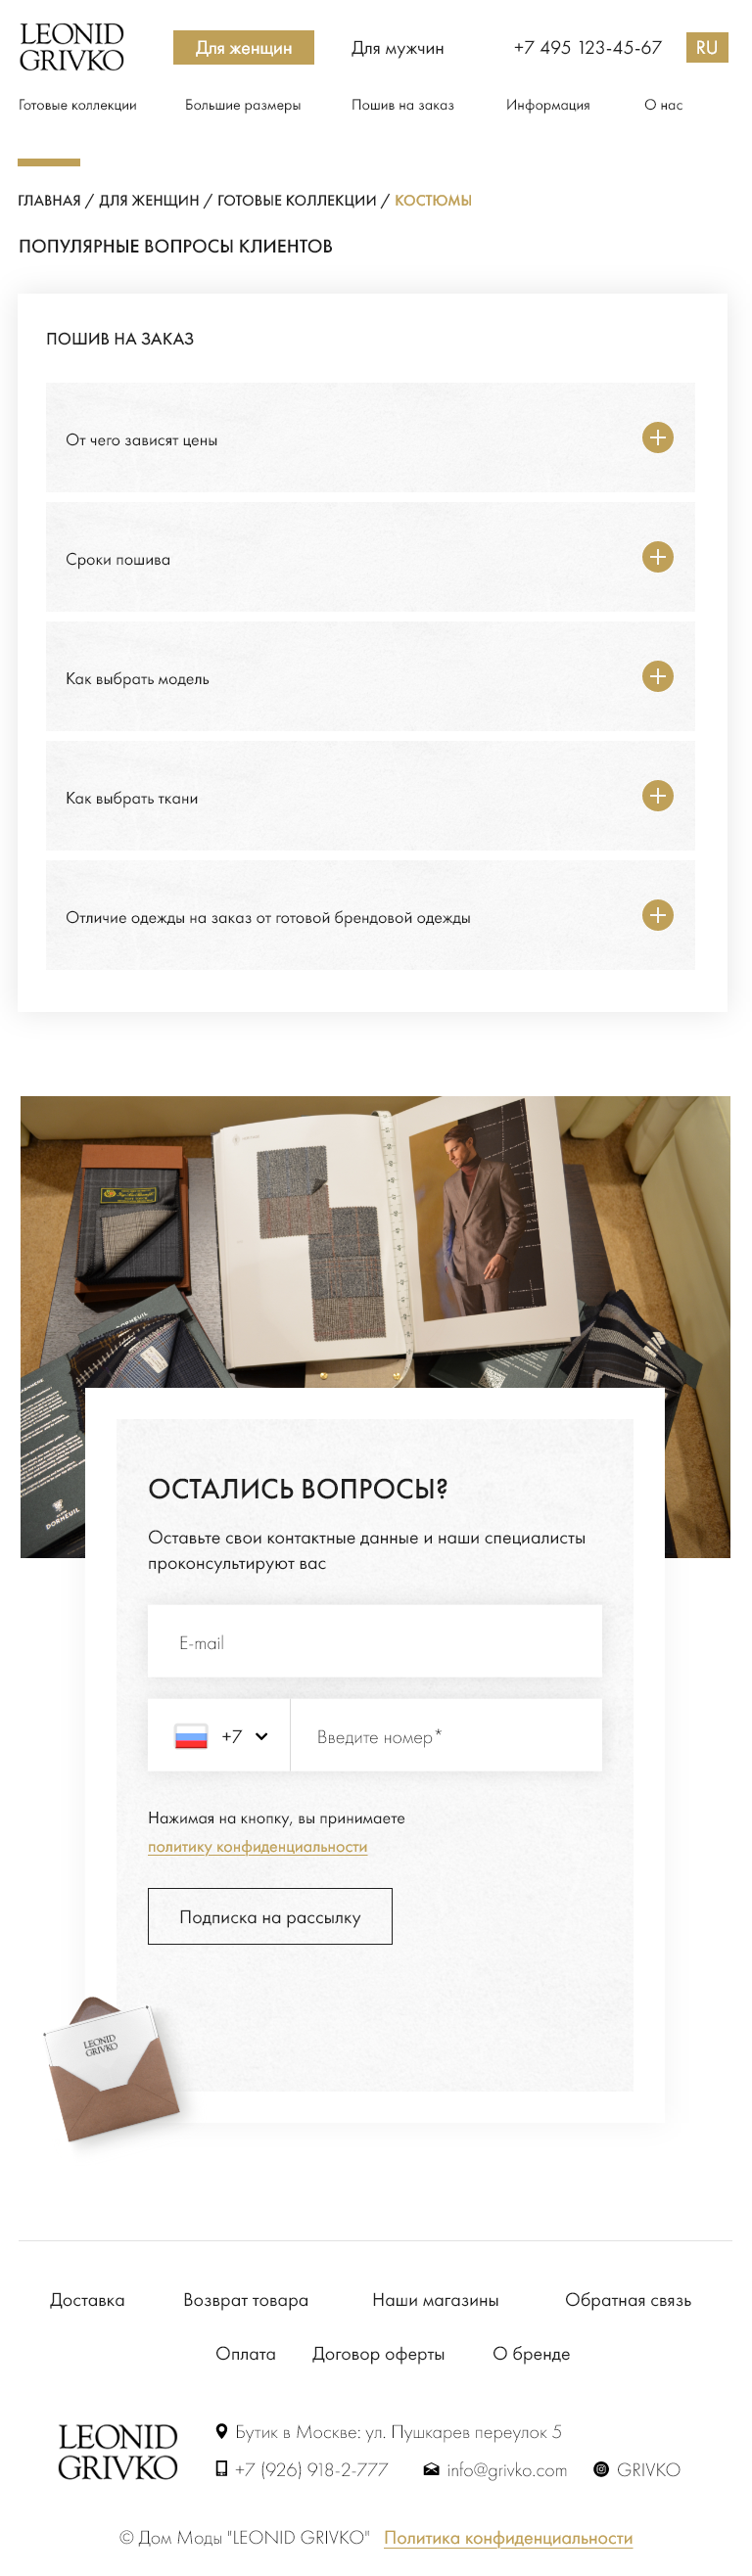 LEONID
GRIVKO
Для женщин
Для мужчин
+7 495 123-45-67
RU
Готовые коллекции
Большие размеры
Пошив на заказ
Информация
О нас
ГЛАВНАЯ / ДЛЯ ЖЕНЩИН / ГОТОВЫЕ КОЛЛЕКЦИИ / КОСТЮМЫ
ПОПУЛЯРНЫЕ ВОПРОСЫ КЛИЕНТОВ
ПОШИВ НА ЗАКАЗ
От чего зависят цены
Сроки пошива
Как выбрать модель
Как выбрать ткани
Отличие одежды на заказ от готовой брендовой одежды
DORMEUIL
DORMEUIL
ОСТАЛИСЬ ВОПРОСЫ?
Оставьте свои контактные данные и наши специалисты
проконсультируют вас
E-mail
+7
Введите номер*
Нажимая на кнопку, вы принимаете
политику конфиденциальности
Подписка на рассылку
LEONID
GRIVKO
Доставка
Возврат товара
Наши магазины
Обратная связь
Оплата
Договор оферты
О бренде
LEONID
GRIVKO
Бутик в Москве: ул. Пушкарев переулок 5
+7 (926) 918-2-777
info@grivko.com
GRIVKO
© Дом Моды "LEONID GRIVKO"
Политика конфиденциальности